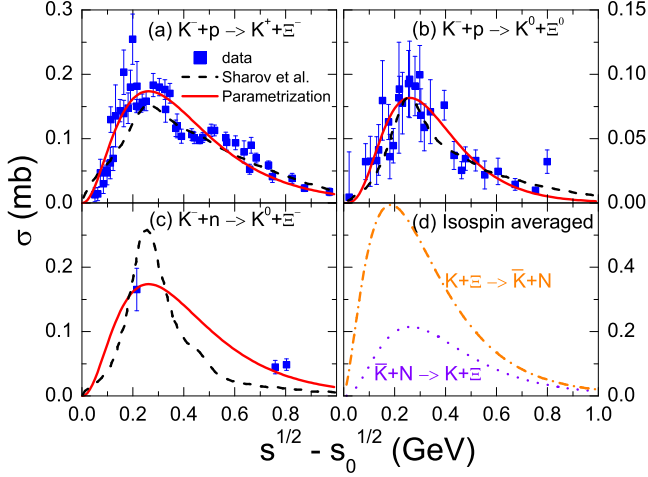 (a) K⁻+p –> K⁺+Ξ⁻
(b) K⁻+p –> K⁰+Ξ⁰
data
Sharov et al.
Parametrization
(c) K⁻+n –> K⁰+Ξ⁻
(d) Isospin averaged
K+Ξ –> K̅+N
K̅+N –> K+Ξ
0.3
0.2
0.1
0.0
0.15
0.10
0.05
0.00
0.2
0.1
0.0
0.4
0.2
0.0
σ (mb)
0.0 0.2 0.4 0.6 0.8 0.0 0.2 0.4 0.6 0.8 1.0
s^1/2 - s_0^1/2 (GeV)